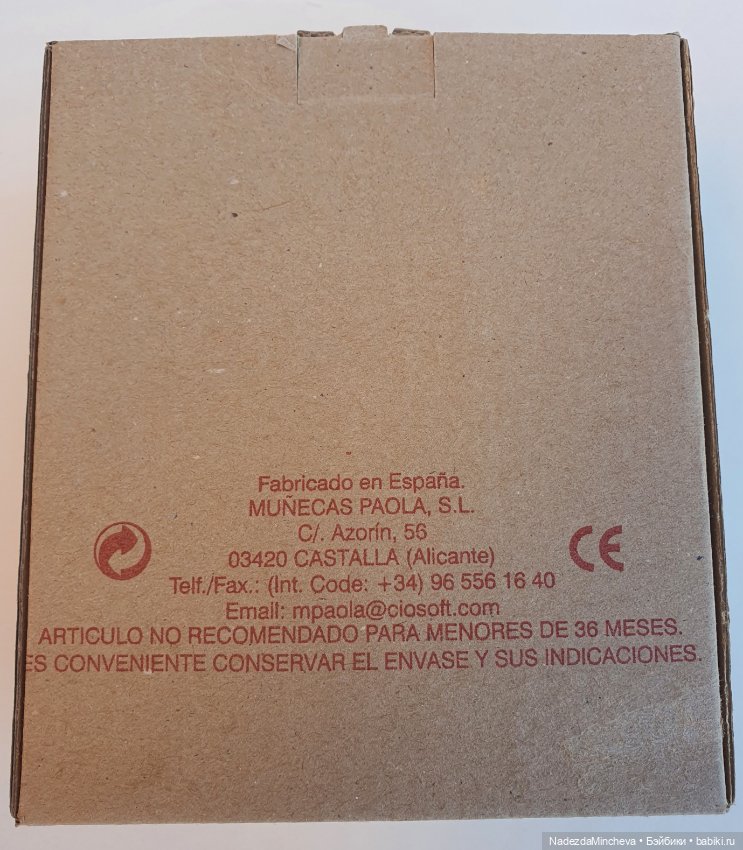 Fabricado en España.
MUÑECAS PAOLA, S.L.
C/. Azorín, 56
03420 CASTALLA (Alicante)
Telf./Fax.: (Int. Code: +34) 96 556 16 40
Email: mpaola@ciosoft.com
CE
ARTICULO NO RECOMENDADO PARA MENORES DE 36 MESES.
ES CONVENIENTE CONSERVAR EL ENVASE Y SUS INDICACIONES.
NadezdaMincheva • Бэйбики • babiki.ru